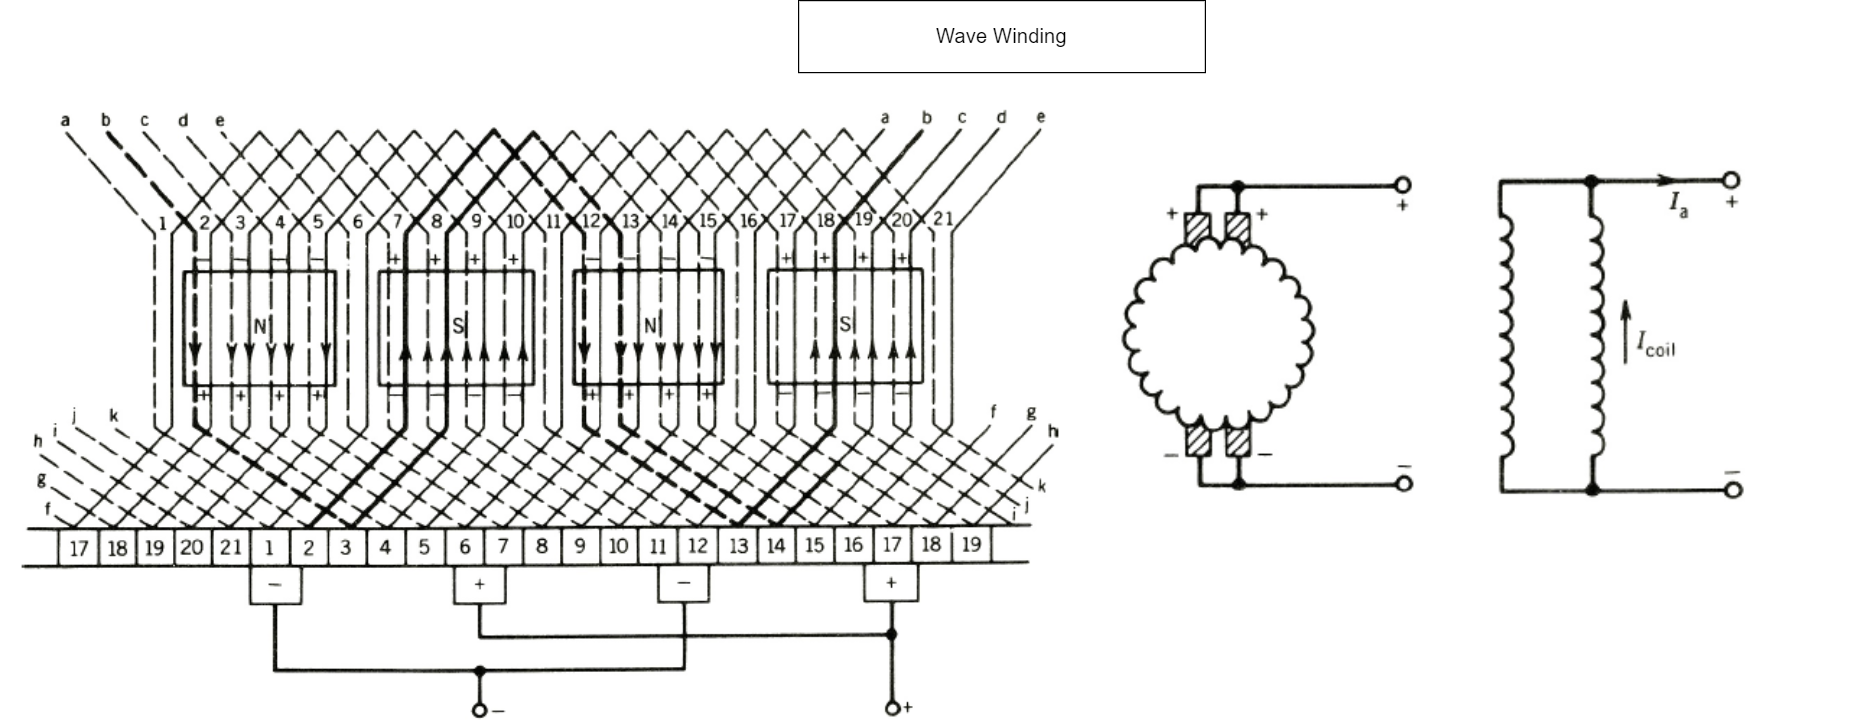 Wave Winding
a b c d e a b c d e
1 2 3 4 5 6 7 8 9 10 11 12 13 14 15 16 17 18 19 20 21
− − − − + + + + − − − − + + + +
N S N S
+ + + + − − − − + + + + − − − −
h i j k f g h
g k
f i j
17 18 19 20 21 1 2 3 4 5 6 7 8 9 10 11 12 13 14 15 16 17 18 19
− + − +
− +
+ + +
− − −
I a +
I coil
−